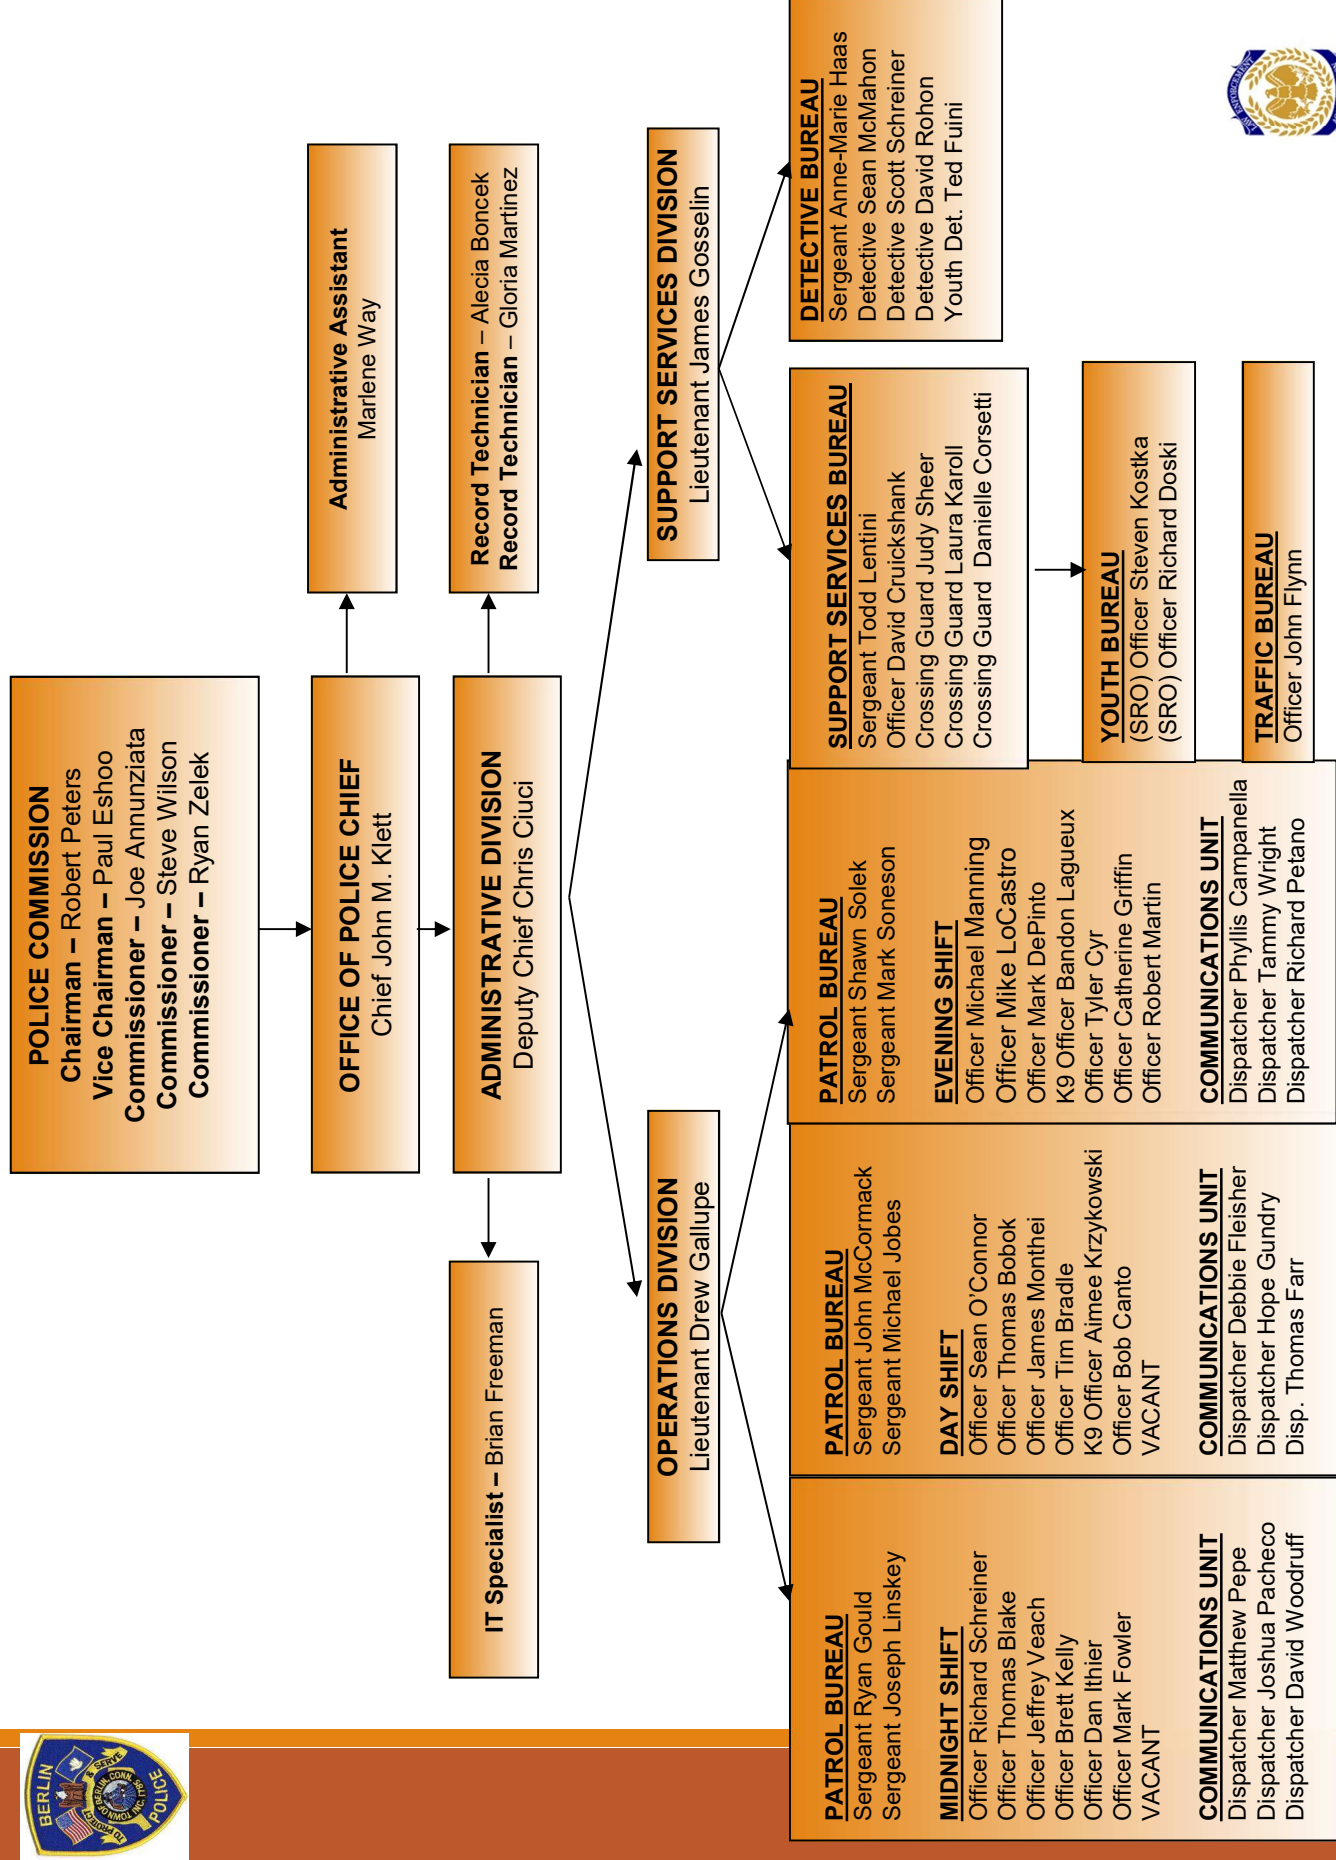 BERLIN
TO PROTECT & SERVE
POLICE
LAW ENFORCEMENT
POLICE COMMISSION
Chairman – Robert Peters
Vice Chairman – Paul Eshoo
Commissioner – Joe Annunziata
Commissioner – Steve Wilson
Commissioner – Ryan Zelek
OFFICE OF POLICE CHIEF
Chief John M. Klett
Administrative Assistant
Marlene Way
ADMINISTRATIVE DIVISION
Deputy Chief Chris Ciuci
IT Specialist – Brian Freeman
Record Technician – Alecia Boncek
Record Technician – Gloria Martinez
OPERATIONS DIVISION
Lieutenant Drew Gallupe
SUPPORT SERVICES DIVISION
Lieutenant James Gosselin
PATROL BUREAU
Sergeant Ryan Gould
Sergeant Joseph Linskey
MIDNIGHT SHIFT
Officer Richard Schreiner
Officer Thomas Blake
Officer Jeffrey Veach
Officer Brett Kelly
Officer Dan Ithier
Officer Mark Fowler
VACANT
COMMUNICATIONS UNIT
Dispatcher Matthew Pepe
Dispatcher Joshua Pacheco
Dispatcher David Woodruff
PATROL BUREAU
Sergeant John McCormack
Sergeant Michael Jobes
DAY SHIFT
Officer Sean O'Connor
Officer Thomas Bobok
Officer James Monthei
Officer Tim Bradle
K9 Officer Aimee Krzykowski
Officer Bob Canto
VACANT
COMMUNICATIONS UNIT
Dispatcher Debbie Fleisher
Dispatcher Hope Gundry
Disp. Thomas Farr
PATROL BUREAU
Sergeant Shawn Solek
Sergeant Mark Soneson
EVENING SHIFT
Officer Michael Manning
Officer Mike LoCastro
Officer Mark DePinto
K9 Officer Bandon Lagueux
Officer Tyler Cyr
Officer Catherine Griffin
Officer Robert Martin
COMMUNICATIONS UNIT
Dispatcher Phyllis Campanella
Dispatcher Tammy Wright
Dispatcher Richard Petano
SUPPORT SERVICES BUREAU
Sergeant Todd Lentini
Officer David Cruickshank
Crossing Guard Judy Sheer
Crossing Guard Laura Karoll
Crossing Guard Danielle Corsetti
YOUTH BUREAU
(SRO) Officer Steven Kostka
(SRO) Officer Richard Doski
TRAFFIC BUREAU
Officer John Flynn
DETECTIVE BUREAU
Sergeant Anne-Marie Haas
Detective Sean McMahon
Detective Scott Schreiner
Detective David Rohon
Youth Det. Ted Fuini